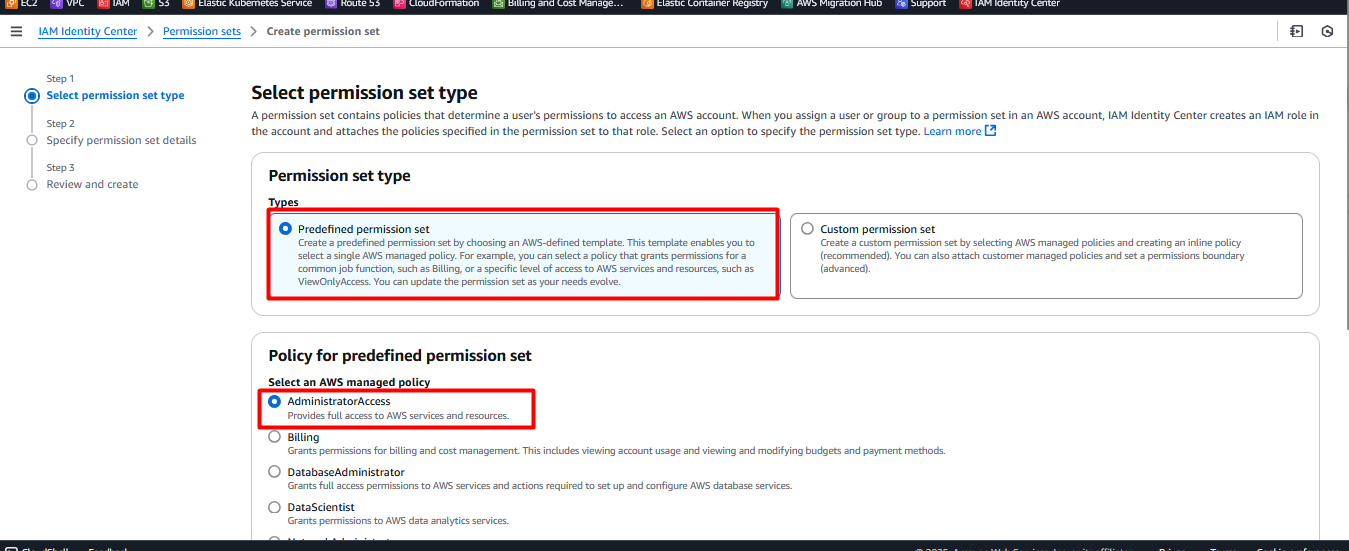 EC2 VPC IAM S3 Elastic Kubernetes Service Route 53 CloudFormation Billing and Cost Manage... Elastic Container Registry AWS Migration Hub Support IAM Identity Center
IAM Identity Center > Permission sets > Create permission set
Step 1
Select permission set type
Step 2
Specify permission set details
Step 3
Review and create
Select permission set type
A permission set contains policies that determine a user's permissions to access an AWS account. When you assign a user or group to a permission set in an AWS account, IAM Identity Center creates an IAM role in
the account and attaches the policies specified in the permission set to that role. Select an option to specify the permission set type. Learn more
Permission set type
Types
Predefined permission set
Create a predefined permission set by choosing an AWS-defined template. This template enables you to
select a single AWS managed policy. For example, you can select a policy that grants permissions for a
common job function, such as Billing, or a specific level of access to AWS services and resources, such as
ViewOnlyAccess. You can update the permission set as your needs evolve.
Custom permission set
Create a custom permission set by selecting AWS managed policies and creating an inline policy
(recommended). You can also attach customer managed policies and set a permissions boundary
(advanced).
Policy for predefined permission set
Select an AWS managed policy
AdministratorAccess
Provides full access to AWS services and resources.
Billing
Grants permissions for billing and cost management. This includes viewing account usage and viewing and modifying budgets and payment methods.
DatabaseAdministrator
Grants full access permissions to AWS services and actions required to set up and configure AWS database services.
DataScientist
Grants permissions to AWS data analytics services.